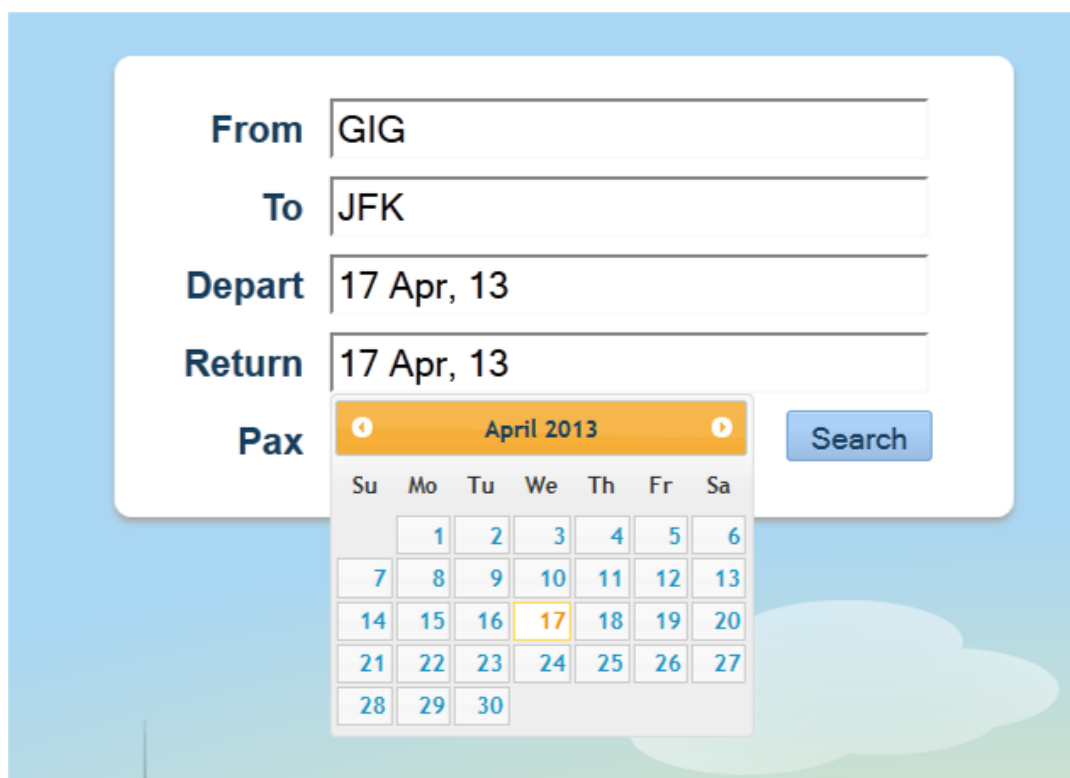 From GIG
To JFK
Depart 17 Apr, 13
Return 17 Apr, 13
Pax Search
April 2013
Su Mo Tu We Th Fr Sa
1 2 3 4 5 6
7 8 9 10 11 12 13
14 15 16 17 18 19 20
21 22 23 24 25 26 27
28 29 30